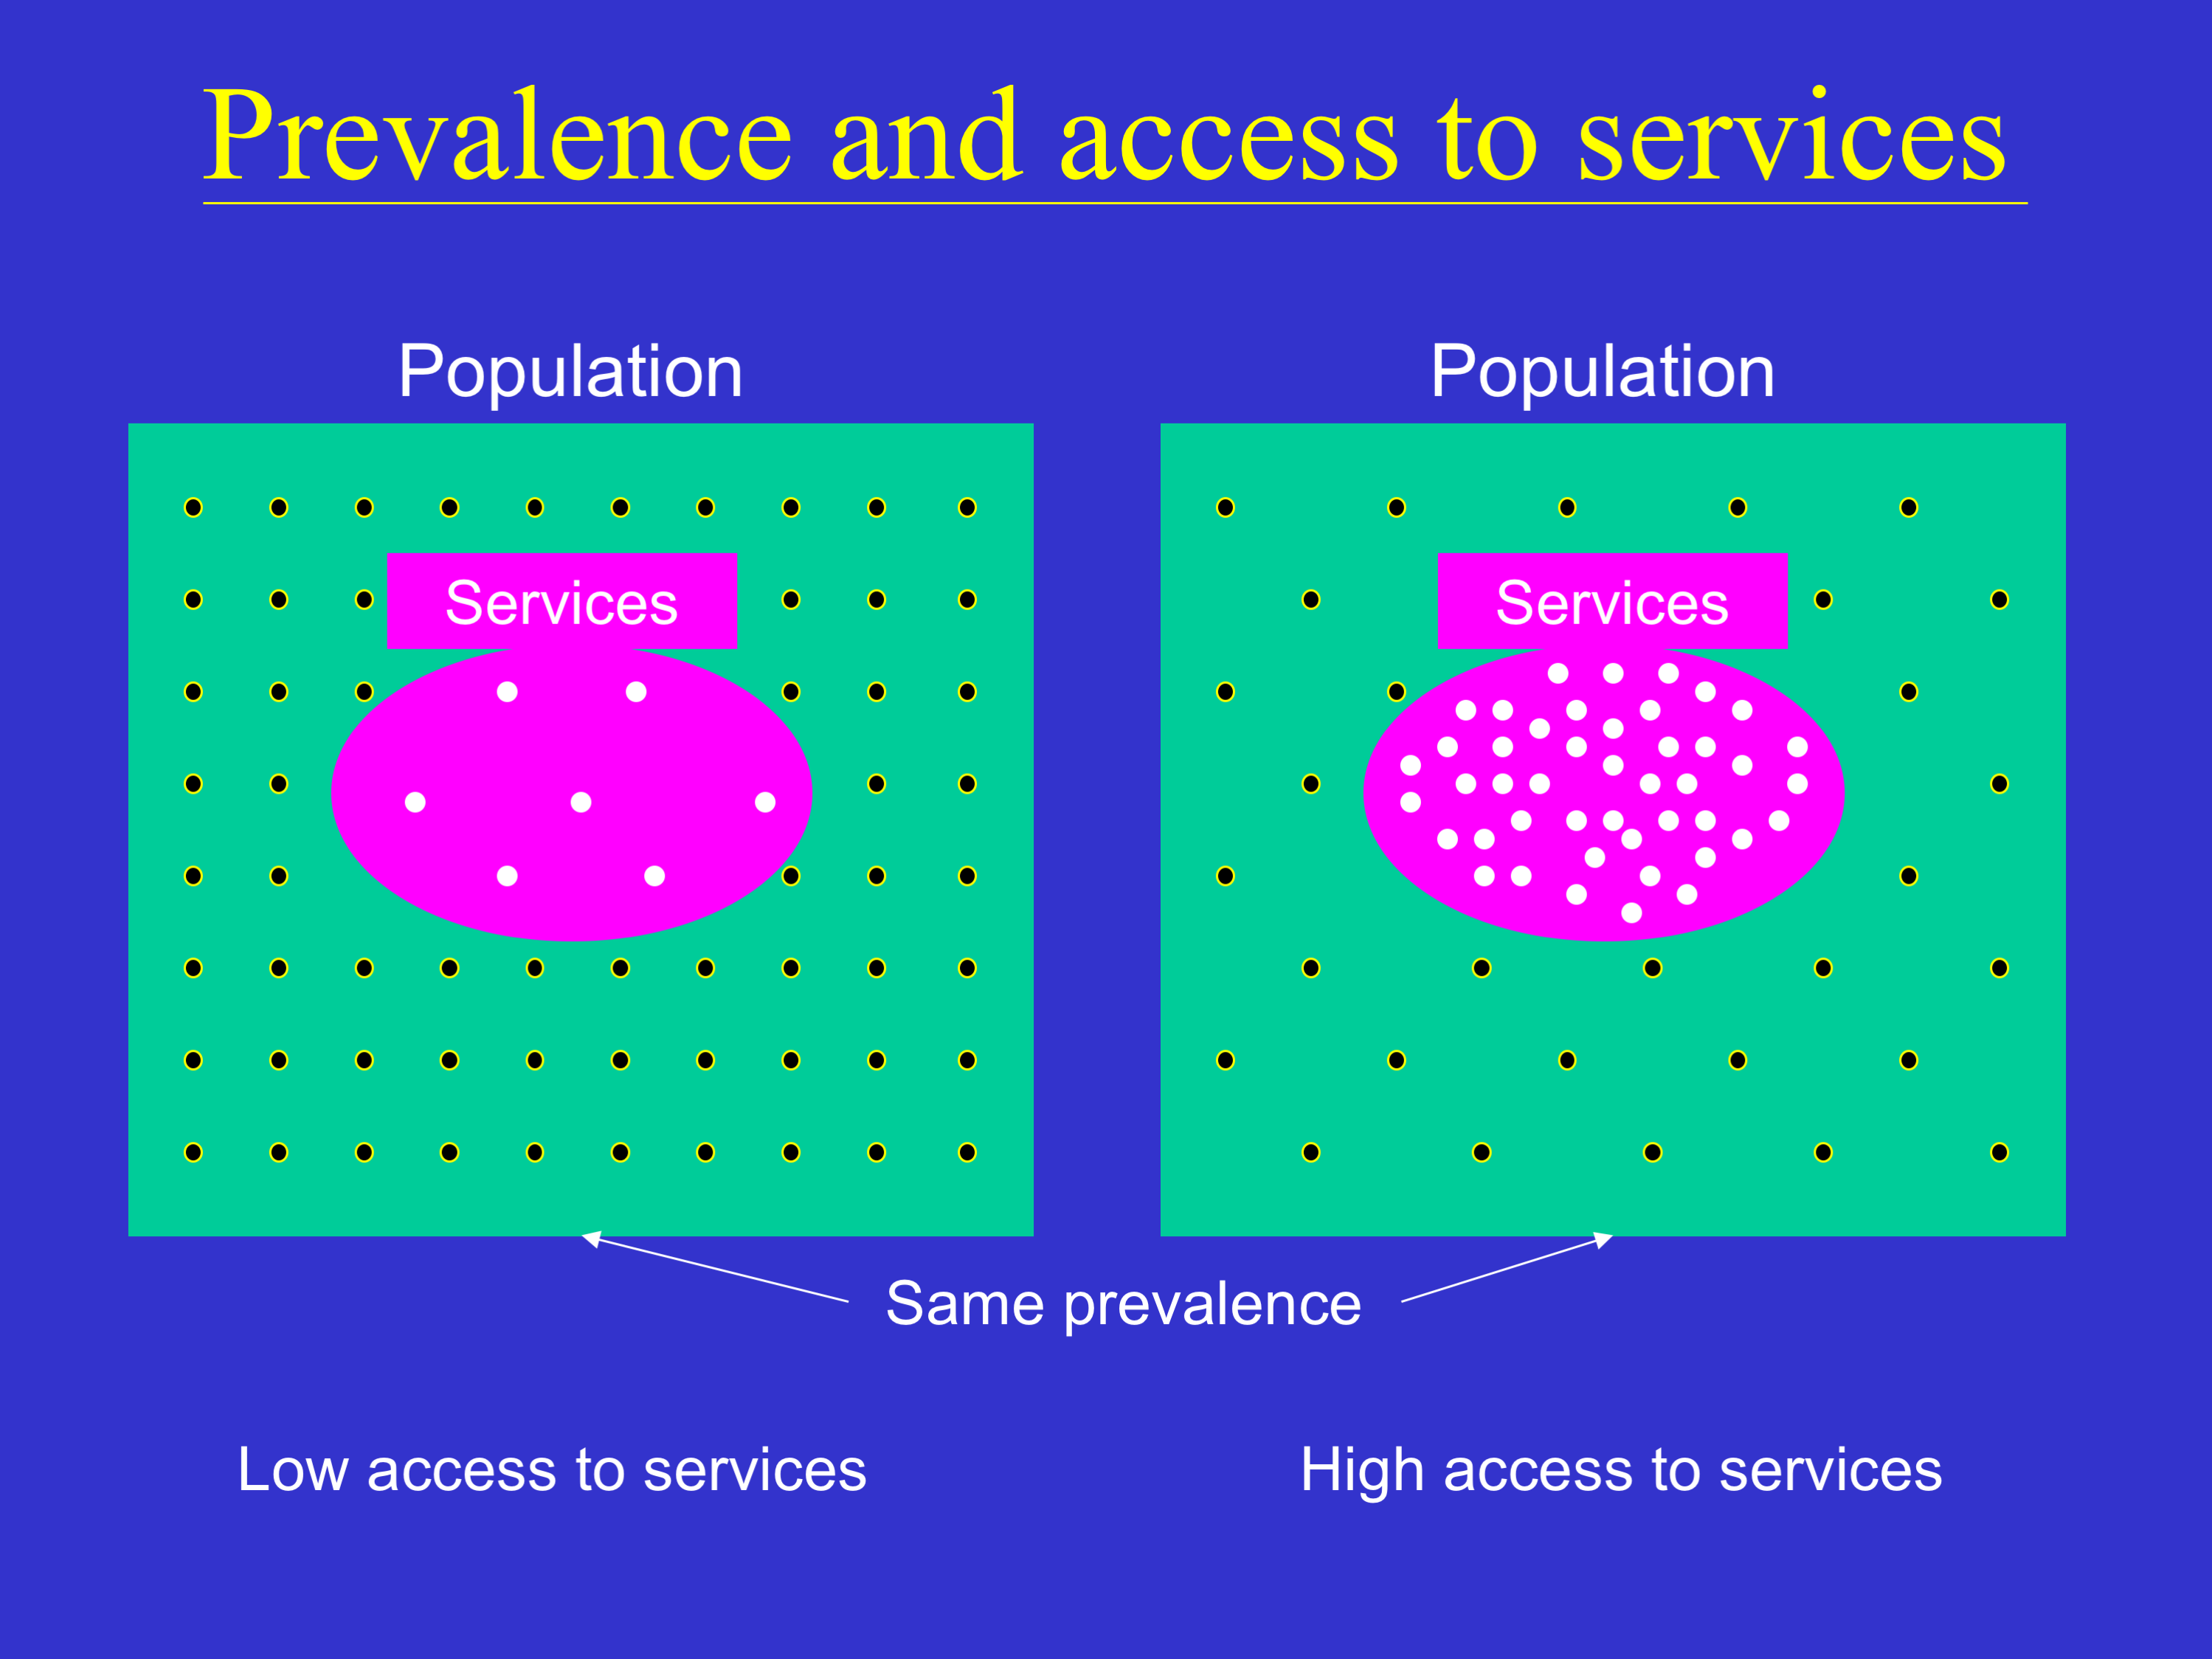 Prevalence and access to services
Population
Population
Services
Services
Same prevalence
Low access to services
High access to services